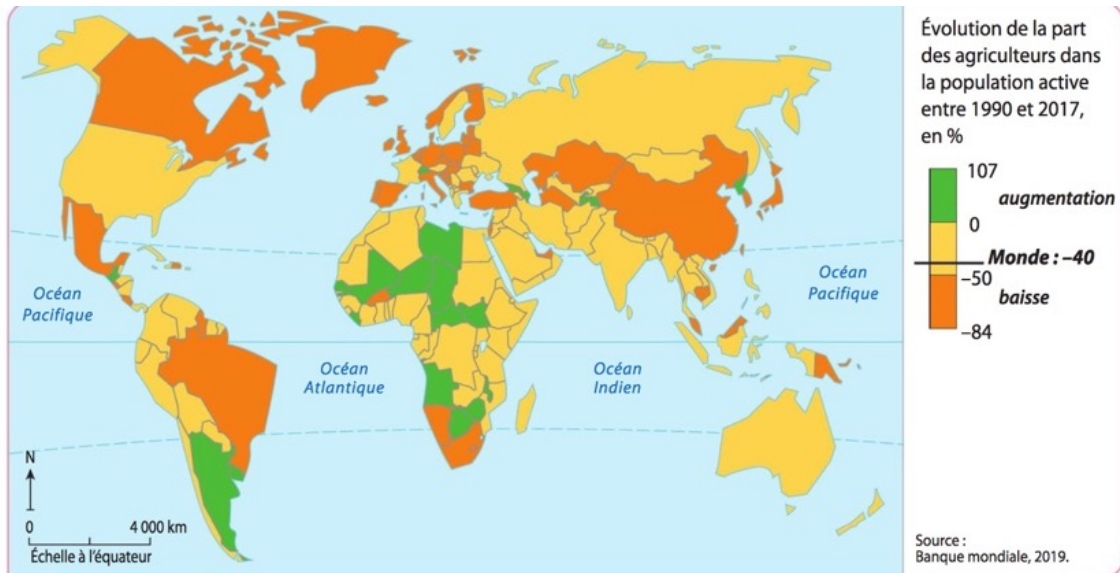 Évolution de la part
des agriculteurs dans
la population active
entre 1990 et 2017,
en %
107
augmentation
0
Monde : –40
–50
baisse
–84
Océan
Pacifique
Océan
Atlantique
Océan
Indien
Océan
Pacifique
N
0 4 000 km
Échelle à l'équateur
Source :
Banque mondiale, 2019.